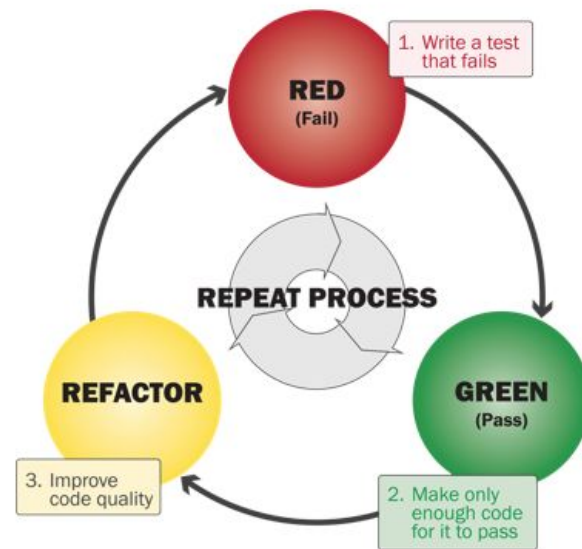 1. Write a test
that fails
RED
(Fail)
REPEAT PROCESS
REFACTOR
GREEN
(Pass)
3. Improve
code quality
2. Make only
enough code
for it to pass